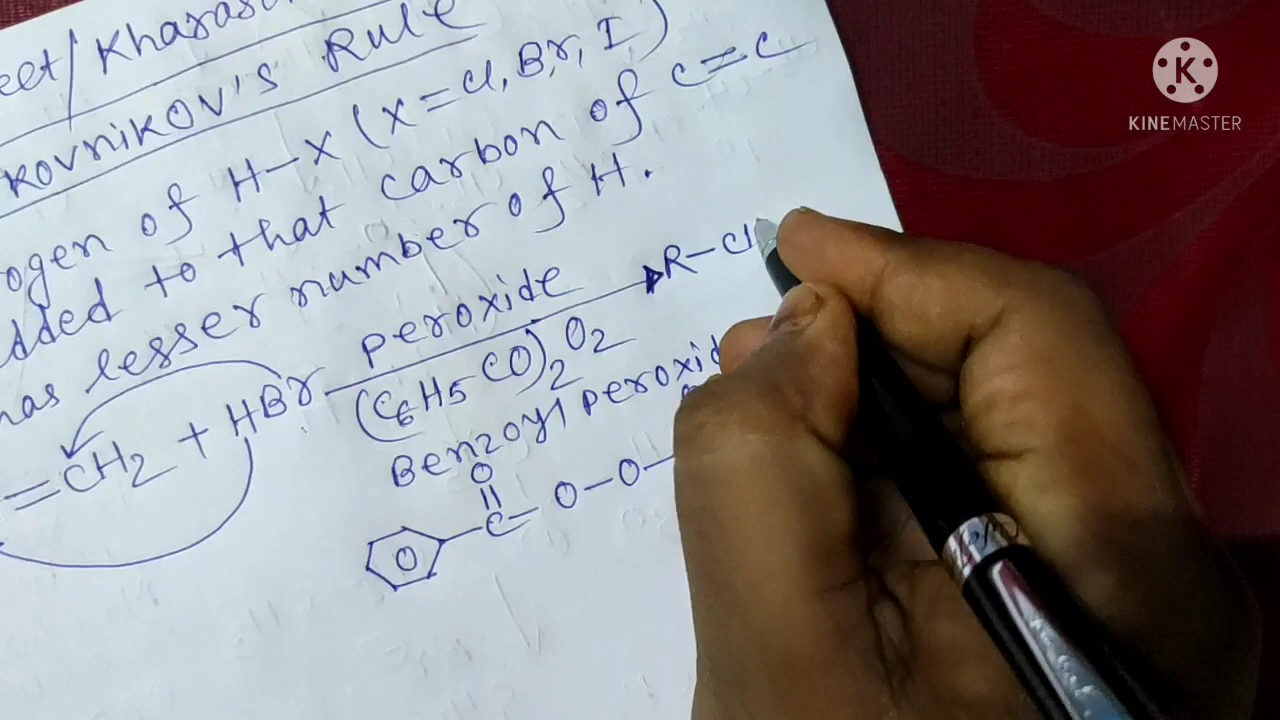 eet/Kharas
KOVNIKOV'S RULE
ogen of H-X (X = Cl, Br, I)
dded to that carbon of C=C
has lesser number of H.
=CH2 + HBr peroxide R-Cl
(C6H5CO)2O2
Benzoyl peroxid
O
C-O-O-
KINEMASTER